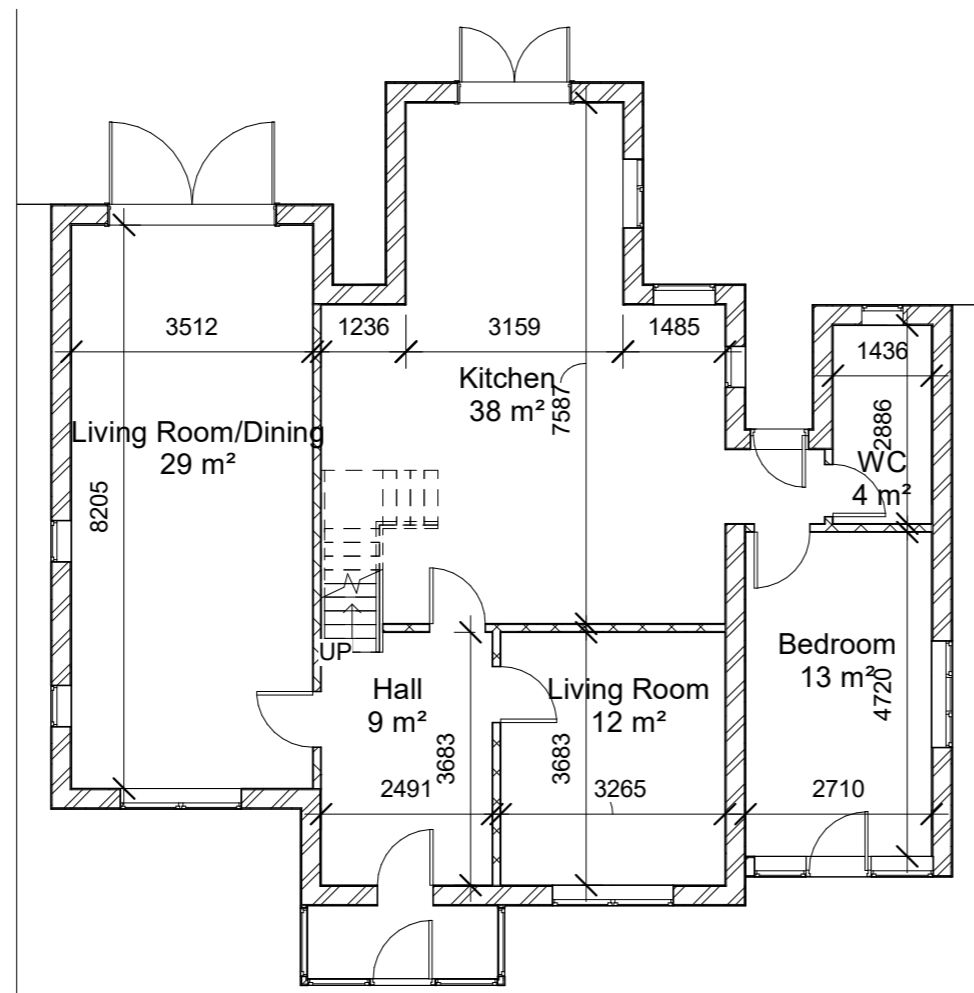 3512
1236
3159
1485
1436
Kitchen
38 m²
7587
2886
Living Room/Dining
29 m²
WC
4 m²
8205
UP
Hall
9 m²
Living Room
12 m²
Bedroom
13 m²
4720
3683
3683
2491
3265
2710